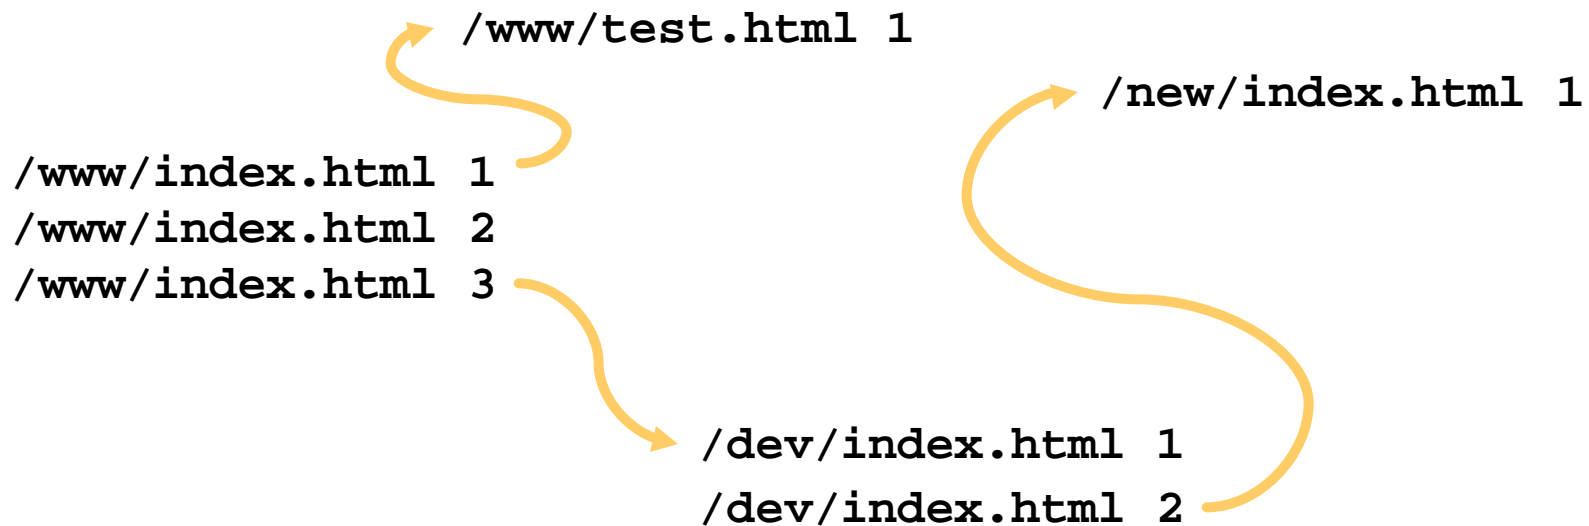 /www/test.html 1
/new/index.html 1
/www/index.html 1
/www/index.html 2
/www/index.html 3
/dev/index.html 1
/dev/index.html 2